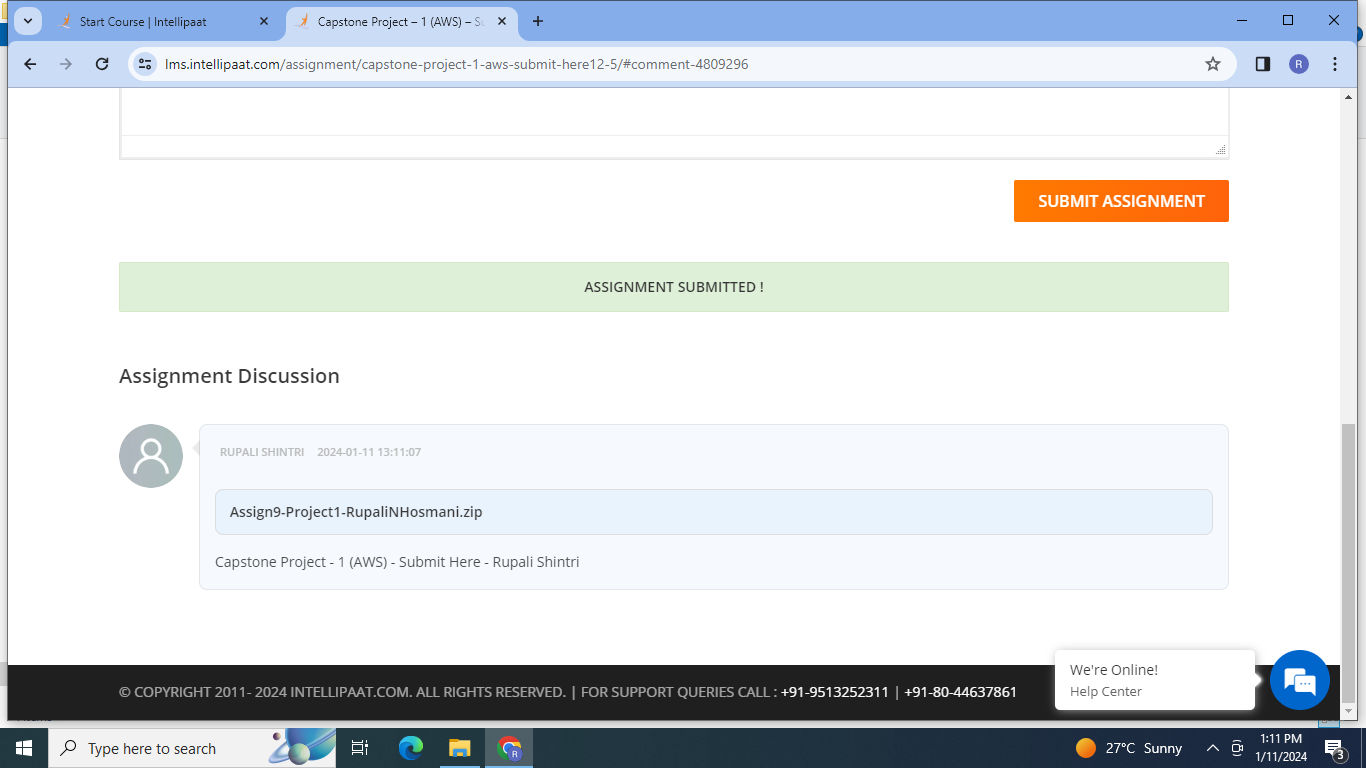 Start Course | Intellipaat
Capstone Project – 1 (AWS) – Su
lms.intellipaat.com/assignment/capstone-project-1-aws-submit-here12-5/#comment-4809296
R
SUBMIT ASSIGNMENT
ASSIGNMENT SUBMITTED !
Assignment Discussion
RUPALI SHINTRI 2024-01-11 13:11:07
Assign9-Project1-RupaliNHosmani.zip
Capstone Project - 1 (AWS) - Submit Here - Rupali Shintri
We're Online!
Help Center
© COPYRIGHT 2011- 2024 INTELLIPAAT.COM. ALL RIGHTS RESERVED. | FOR SUPPORT QUERIES CALL : +91-9513252311 | +91-80-44637861
Type here to search
R
27°C Sunny
1:11 PM
1/11/2024
3